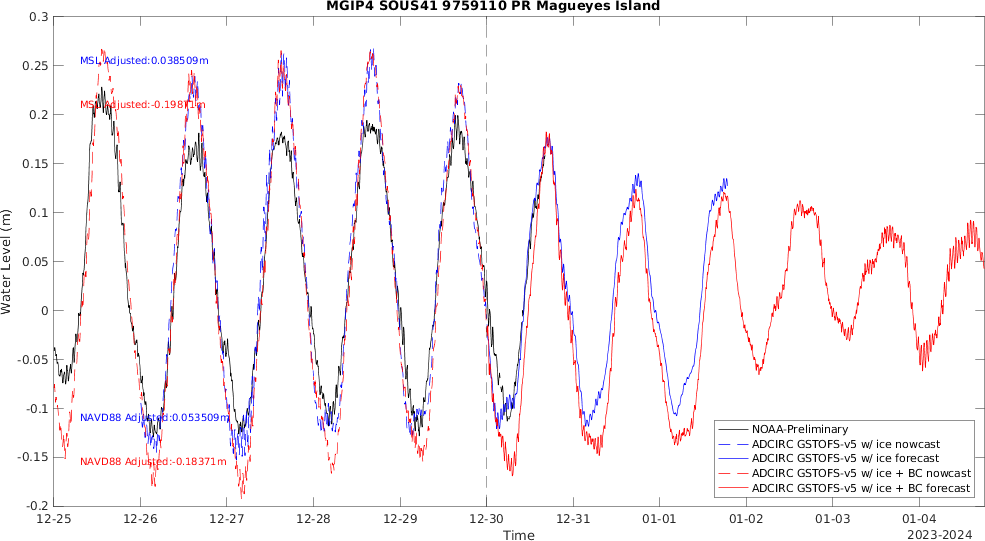 MGIP4 SOUS41 9759110 PR Magueyes Island
0.3
0.25
0.2
0.15
0.1
0.05
0
-0.05
-0.1
-0.15
-0.2
Water Level (m)
MSL Adjusted:0.038509m
MSL Adjusted:-0.19871m
NAVD88 Adjusted:0.053509m
NAVD88 Adjusted:-0.18371m
NOAA-Preliminary
ADCIRC GSTOFS-v5 w/ ice nowcast
ADCIRC GSTOFS-v5 w/ ice forecast
ADCIRC GSTOFS-v5 w/ ice + BC nowcast
ADCIRC GSTOFS-v5 w/ ice + BC forecast
12-25 12-26 12-27 12-28 12-29 12-30 12-31 01-01 01-02 01-03 01-04
Time
2023-2024